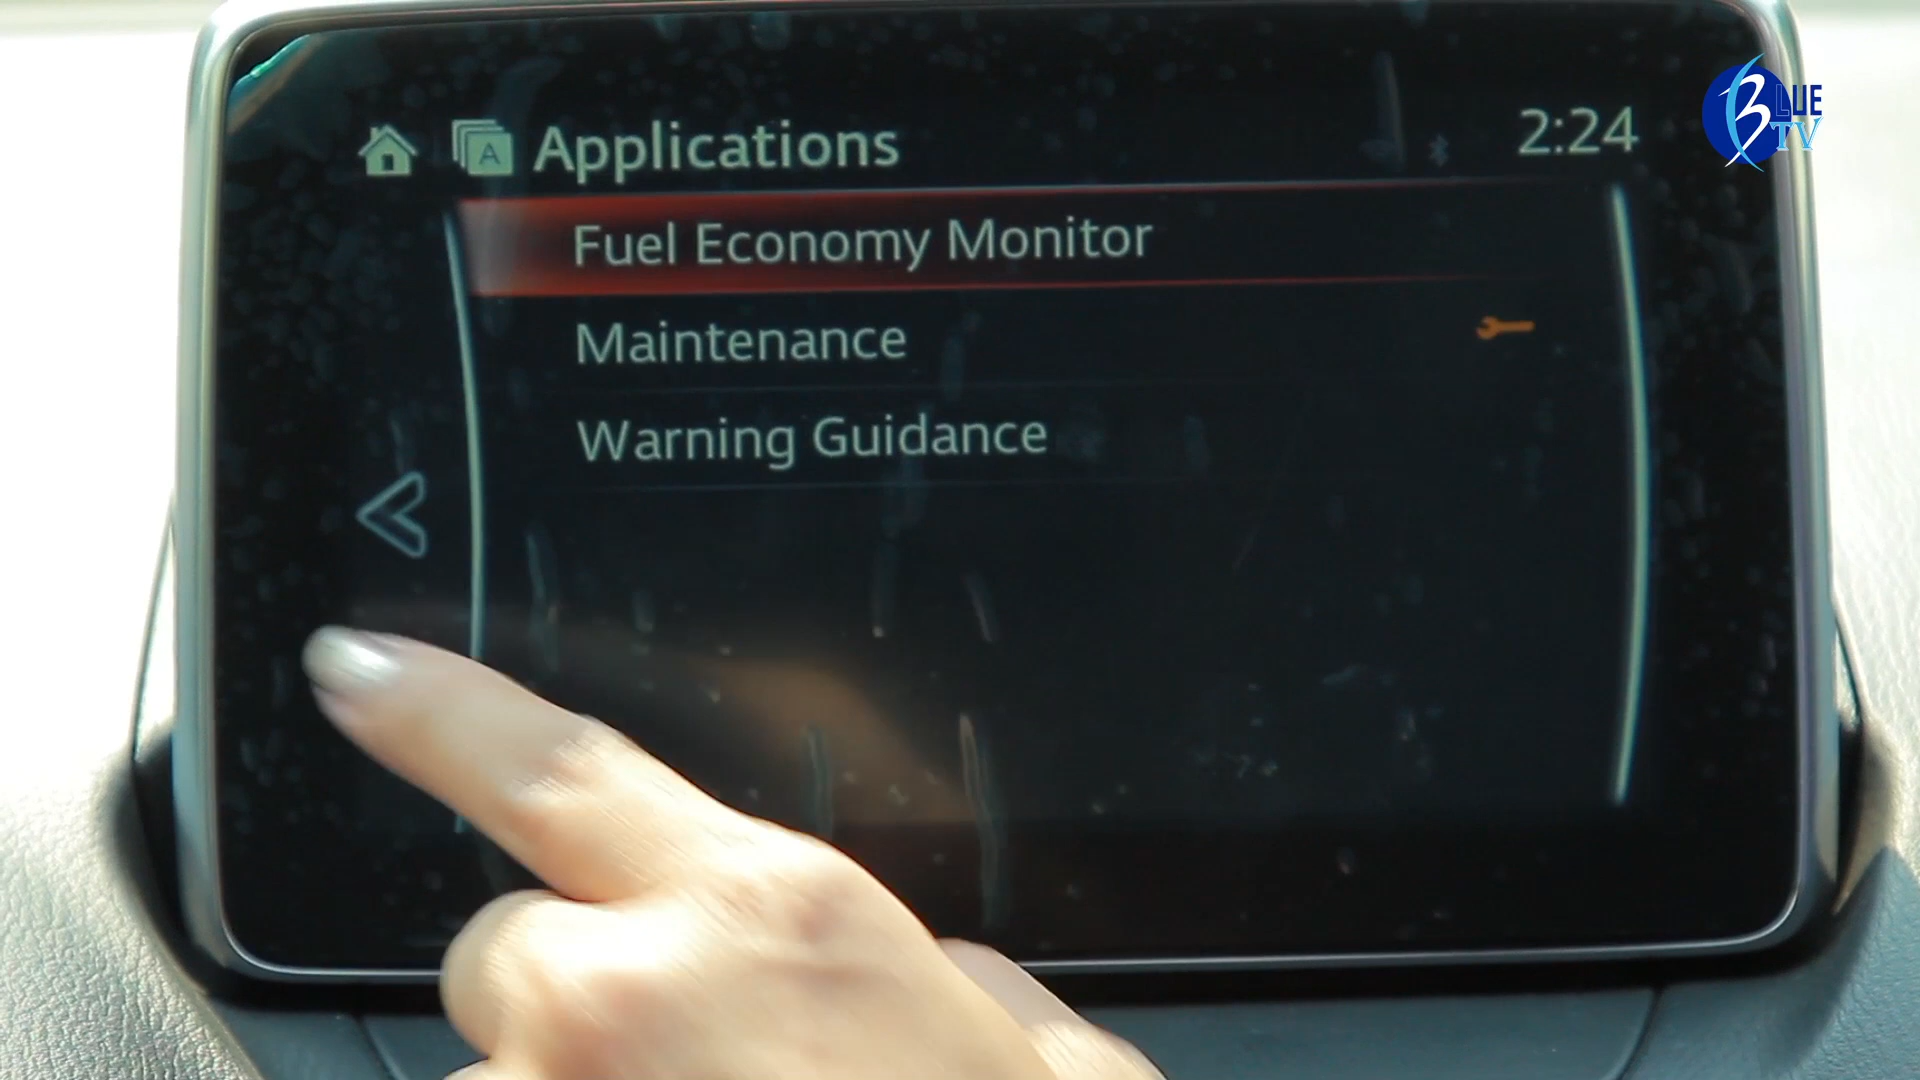 Applications
2:24
BLUE
TV
Fuel Economy Monitor
Maintenance
Warning Guidance